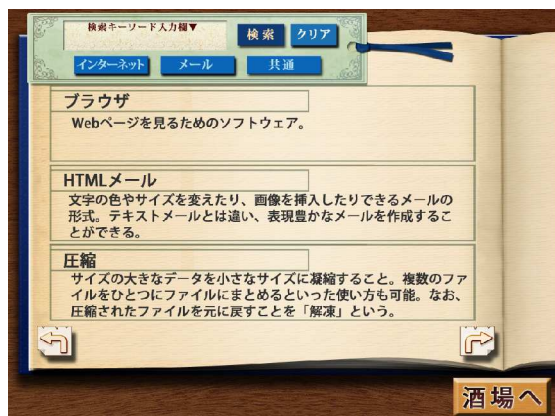 検索キーワード入力欄▼
検索
クリア
インターネット
メール
共通
ブラウザ
Webページを見るためのソフトウェア。
HTMLメール
文字の色やサイズを変えたり、画像を挿入したりできるメールの
形式。テキストメールとは違い、表現豊かなメールを作成するこ
とができる。
圧縮
サイズの大きなデータを小さなサイズに凝縮すること。複数のファ
イルをひとつにファイルにまとめるといった使い方も可能。なお、
圧縮されたファイルを元に戻すことを「解凍」という。
酒場へ